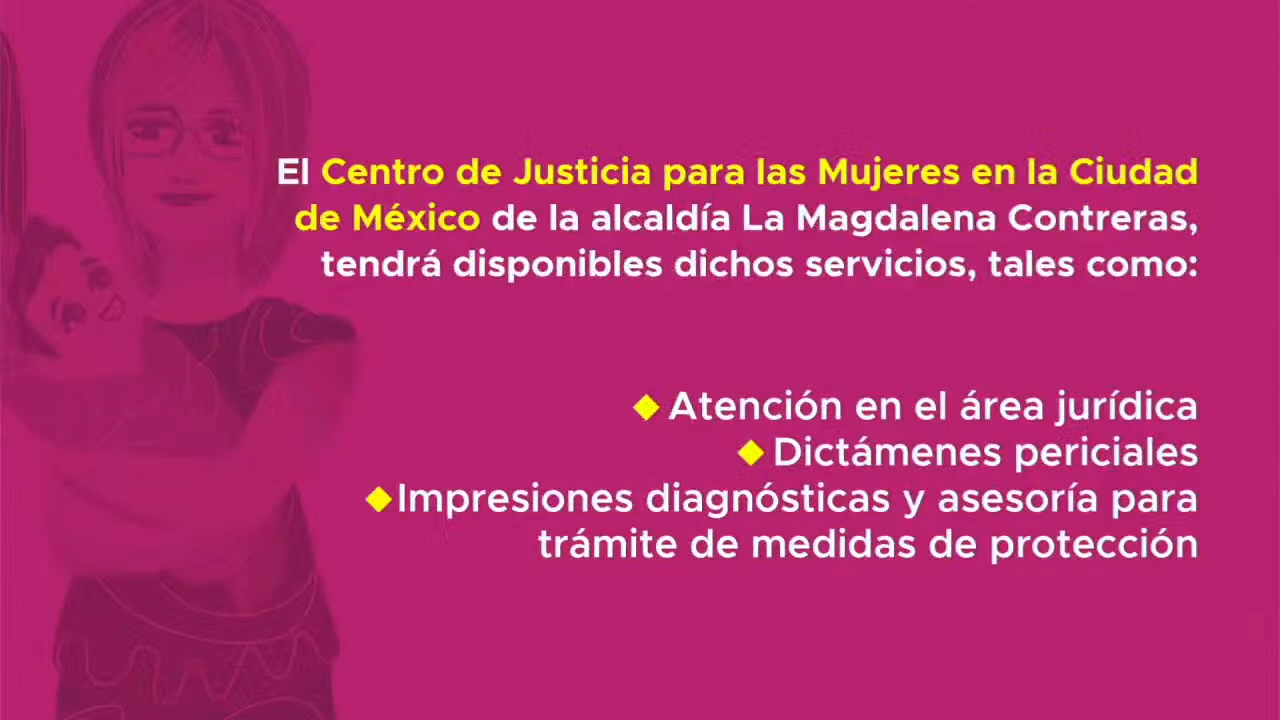 El Centro de Justicia para las Mujeres en la Ciudad
de México de la alcaldía La Magdalena Contreras,
tendrá disponibles dichos servicios, tales como:
◆ Atención en el área jurídica
◆ Dictámenes periciales
◆ Impresiones diagnósticas y asesoría para
trámite de medidas de protección